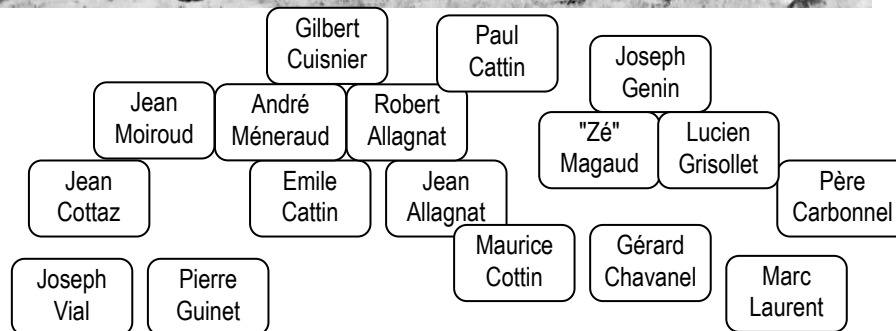 Gilbert
Cuisnier
Paul
Cattin
Joseph
Genin
Jean
Moiroud
André
Méneraud
Robert
Allagnat
"Zé"
Magaud
Lucien
Grisollet
Jean
Cottaz
Emile
Cattin
Jean
Allagnat
Père
Carbonnel
Maurice
Cottin
Gérard
Chavanel
Joseph
Vial
Pierre
Guinet
Marc
Laurent